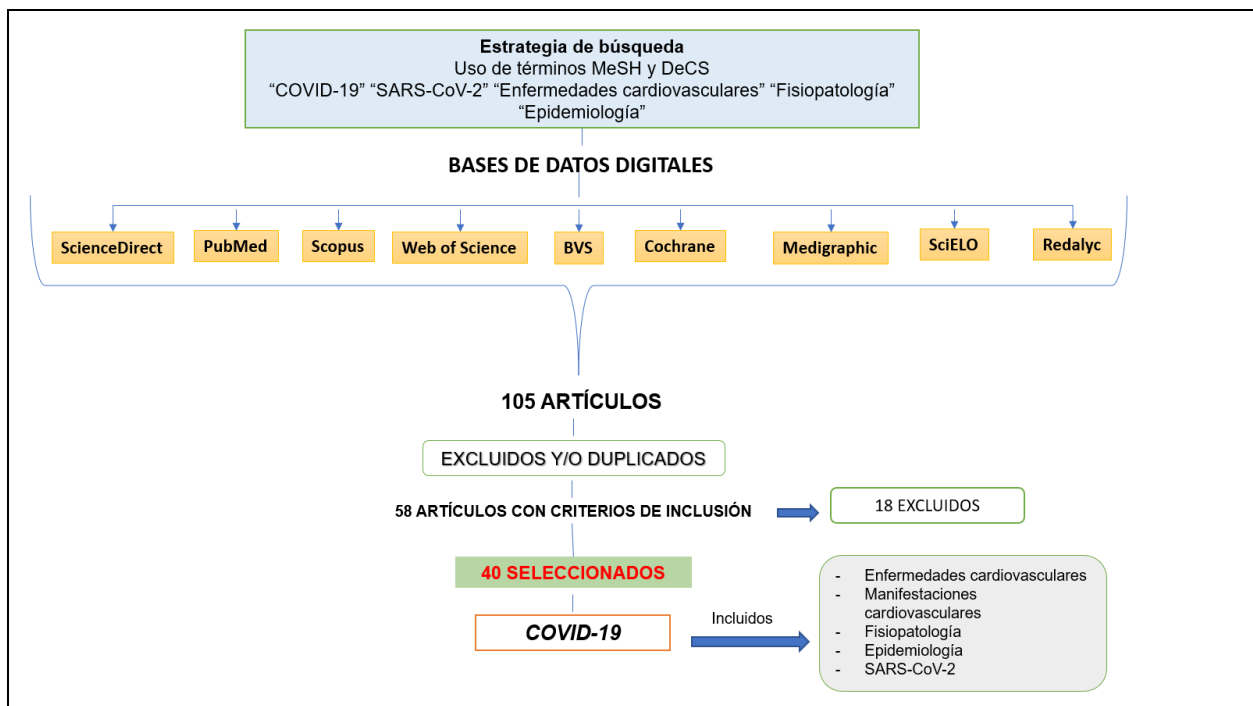 Estrategia de búsqueda
Uso de términos MeSH y DeCS
“COVID-19” “SARS-CoV-2” “Enfermedades cardiovasculares” “Fisiopatología”
“Epidemiología”
BASES DE DATOS DIGITALES
ScienceDirect
PubMed
Scopus
Web of Science
BVS
Cochrane
Medigraphic
SciELO
Redalyc
105 ARTÍCULOS
EXCLUIDOS Y/O DUPLICADOS
58 ARTÍCULOS CON CRITERIOS DE INCLUSIÓN
18 EXCLUIDOS
40 SELECCIONADOS
COVID-19
Incluidos
- Enfermedades cardiovasculares
- Manifestaciones
cardiovasculares
- Fisiopatología
- Epidemiología
- SARS-CoV-2